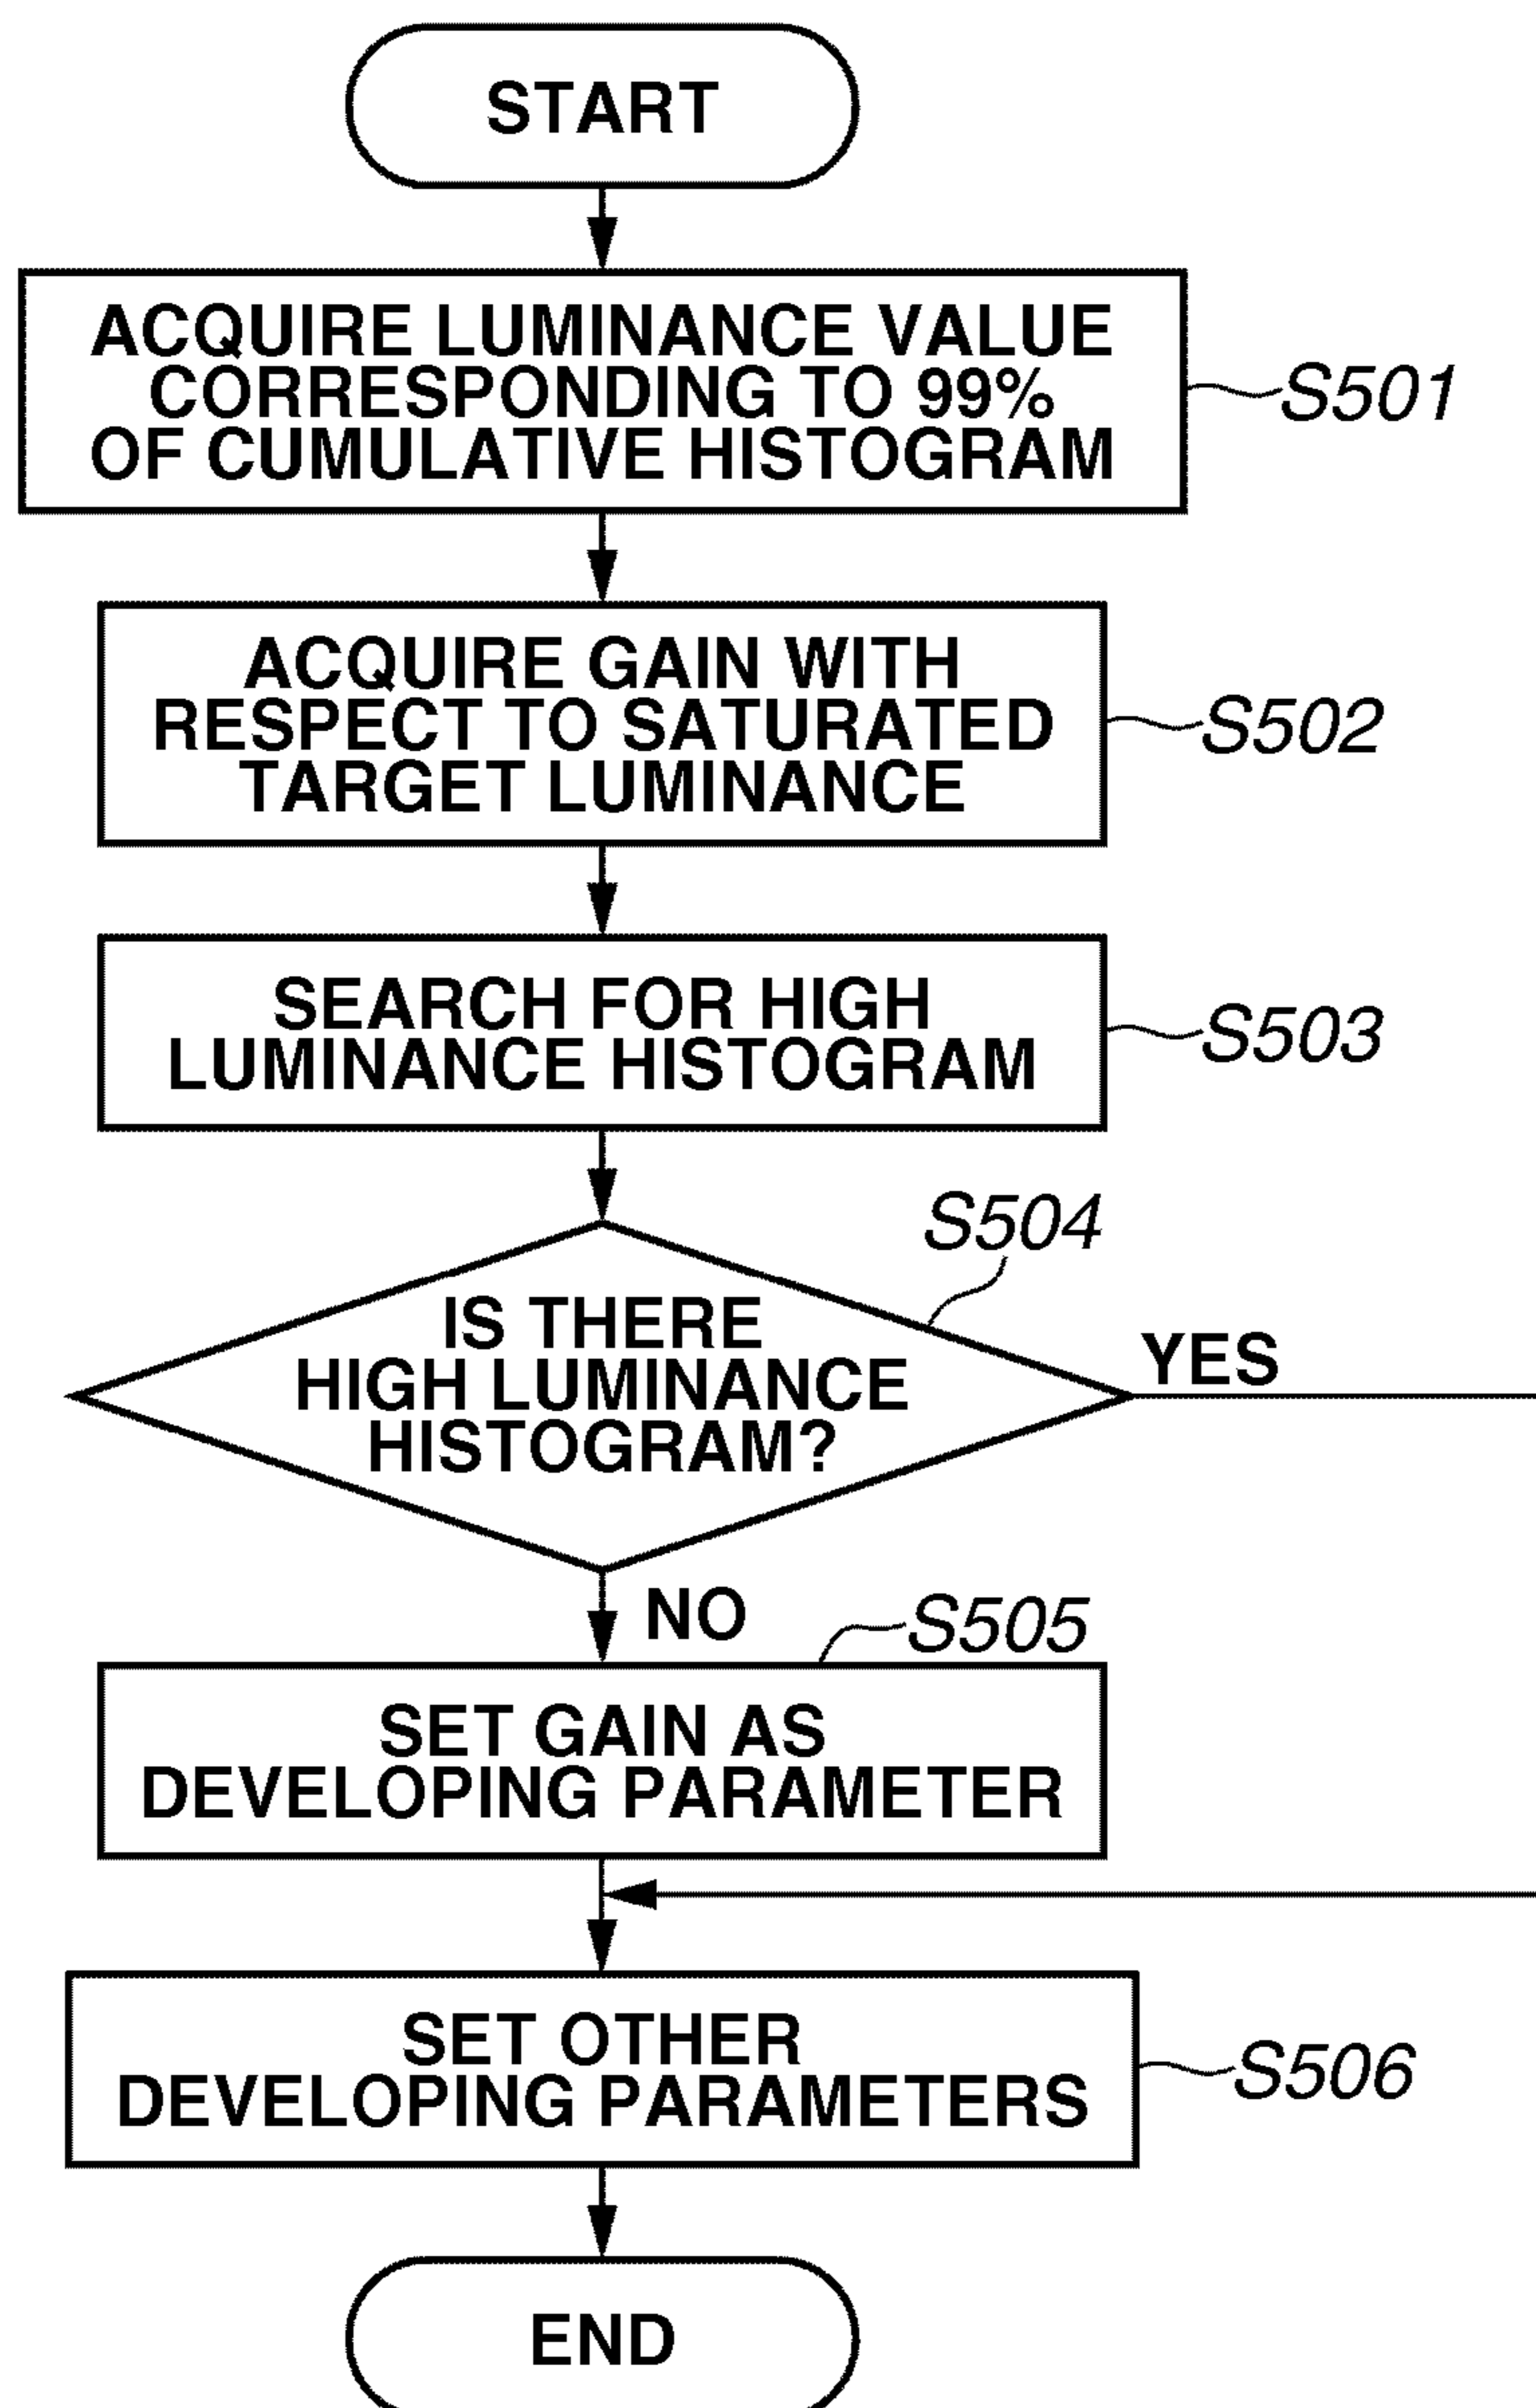 START
ACQUIRE LUMINANCE VALUE
CORRESPONDING TO 99%
OF CUMULATIVE HISTOGRAM
S501
ACQUIRE GAIN WITH
RESPECT TO SATURATED
TARGET LUMINANCE
S502
SEARCH FOR HIGH
LUMINANCE HISTOGRAM
S503
S504
IS THERE
HIGH LUMINANCE
HISTOGRAM?
YES
NO
S505
SET GAIN AS
DEVELOPING PARAMETER
SET OTHER
DEVELOPING PARAMETERS
S506
END